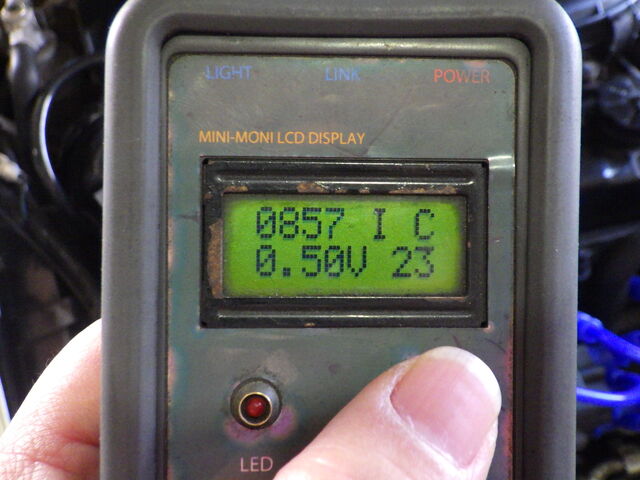 LIGHT LINK POWER
MINI-MONI LCD DISPLAY
0857 I C
0.50V 23
LED